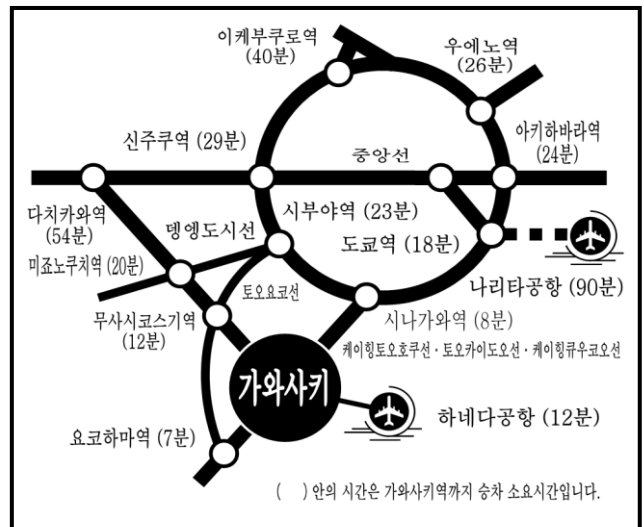 이케부쿠로역
(40분)
우에노역
(26분)
신주쿠역 (29분)
중앙선
아키하바라역
(24분)
다치카와역
(54분)
뎅엥도시선
시부야역 (23분)
도쿄역 (18분)
미죠노쿠치역 (20분)
나리타공항 (90분)
토오요코선
무사시코스기역
(12분)
시나가와역 (8분)
케이힝토오호쿠선·토오카이도오선·케이힝큐우코오선
가와사키
하네다공항 (12분)
요코하마역 (7분)
( ) 안의 시간은 가와사키역까지 승차 소요시간입니다.